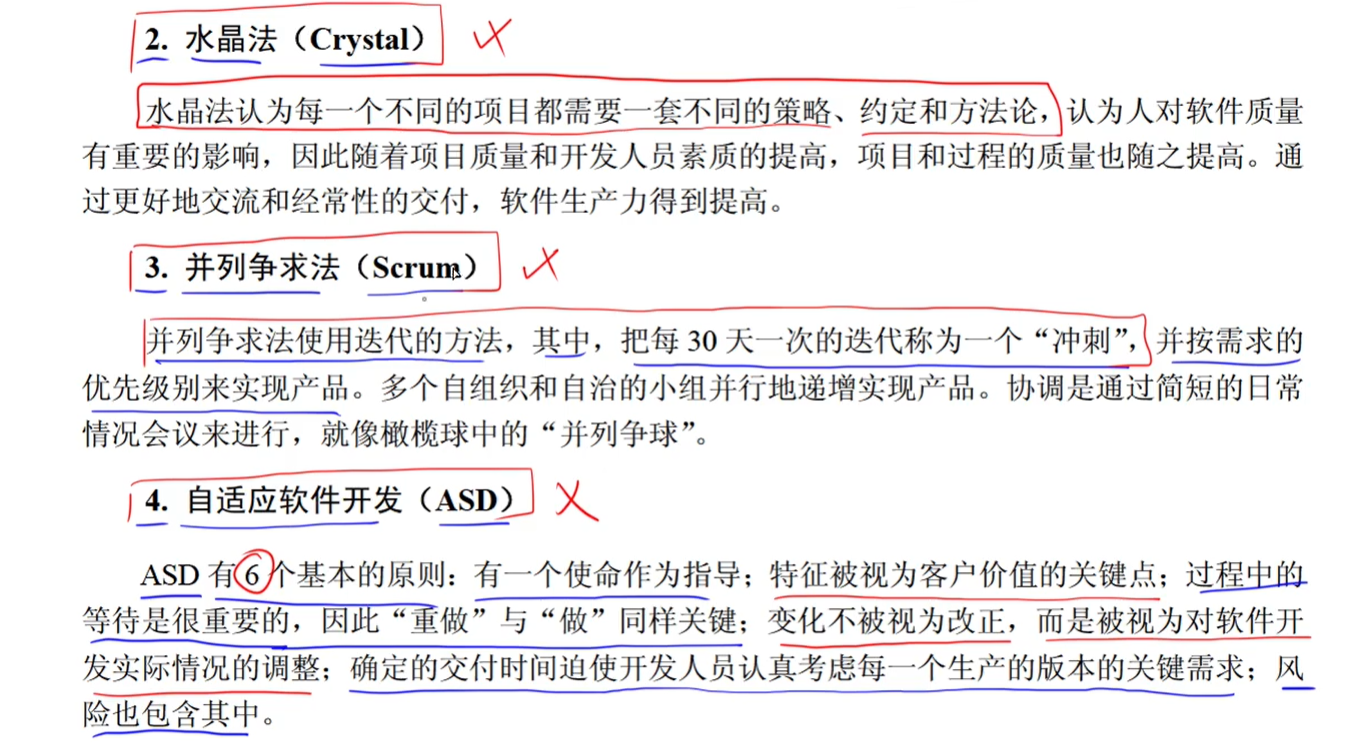 2. 水晶法（Crystal）
水晶法认为每一个不同的项目都需要一套不同的策略、约定和方法论，认为人对软件质量
有重要的影响，因此随着项目质量和开发人员素质的提高，项目和过程的质量也随之提高。通
过更好地交流和经常性的交付，软件生产力得到提高。
3. 并列争求法（Scrum）
并列争求法使用迭代的方法，其中，把每 30 天一次的迭代称为一个“冲刺”，并按需求的
优先级别来实现产品。多个自组织和自治的小组并行地递增实现产品。协调是通过简短的日常
情况会议来进行，就像橄榄球中的“并列争球”。
4. 自适应软件开发（ASD）
ASD 有 6 个基本的原则：有一个使命作为指导；特征被视为客户价值的关键点；过程中的
等待是很重要的，因此“重做”与“做”同样关键；变化不被视为改正，而是被视为对软件开
发实际情况的调整；确定的交付时间迫使开发人员认真考虑每一个生产的版本的关键需求；风
险也包含其中。